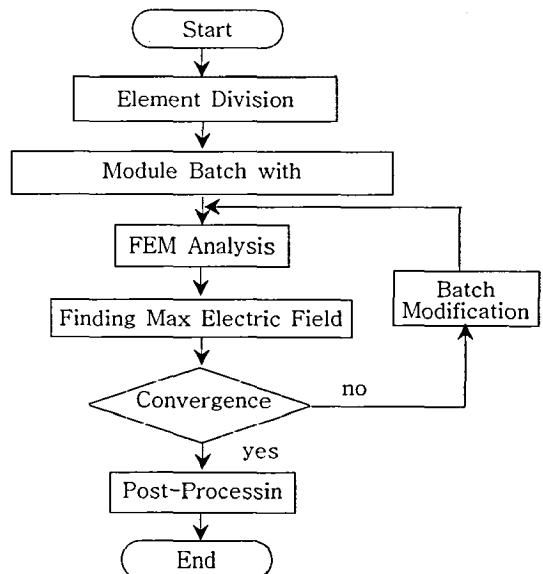 Start
Element Division
Module Batch with
FEM Analysis
Finding Max Electric Field
Batch
Modification
Convergence
no
yes
Post-Processin
End